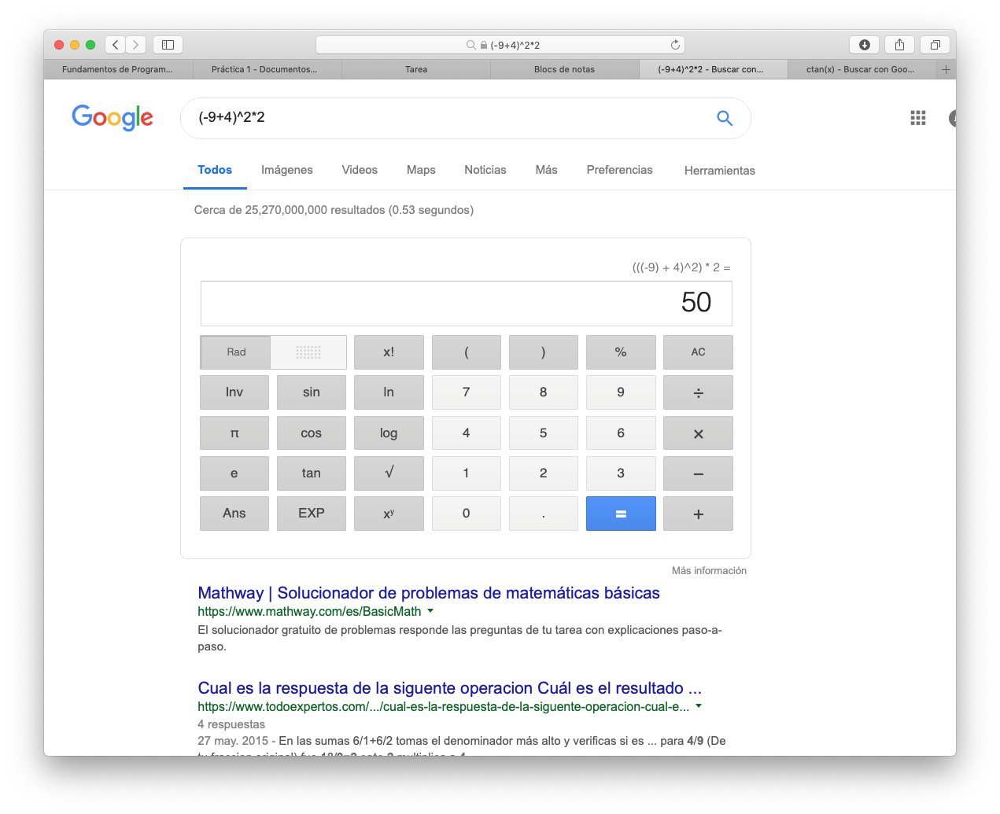 (-9+4)^2*2
Fundamentos de Program...
Práctica 1 - Documentos...
Tarea
Blocs de notas
(-9+4)^2*2 - Buscar con...
ctan(x) - Buscar con Goo...
Google
(-9+4)^2*2
Todos Imágenes Videos Maps Noticias Más Preferencias Herramientas
Cerca de 25,270,000,000 resultados (0.53 segundos)
(((-9) + 4)^2) * 2 =
50
Rad x! ( ) % AC
Inv sin ln 7 8 9 ÷
π cos log 4 5 6 ×
e tan √ 1 2 3 −
Ans EXP xʸ 0 . = +
Más información
Mathway | Solucionador de problemas de matemáticas básicas
https://www.mathway.com/es/BasicMath
El solucionador gratuito de problemas responde las preguntas de tu tarea con explicaciones paso-a-
paso.
Cual es la respuesta de la siguente operacion Cuál es el resultado ...
https://www.todoexpertos.com/.../cual-es-la-respuesta-de-la-siguente-operacion-cual-e...
4 respuestas
27 may. 2015 - En las sumas 6/1+6/2 tomas el denominador más alto y verificas si es ... para 4/9 (De